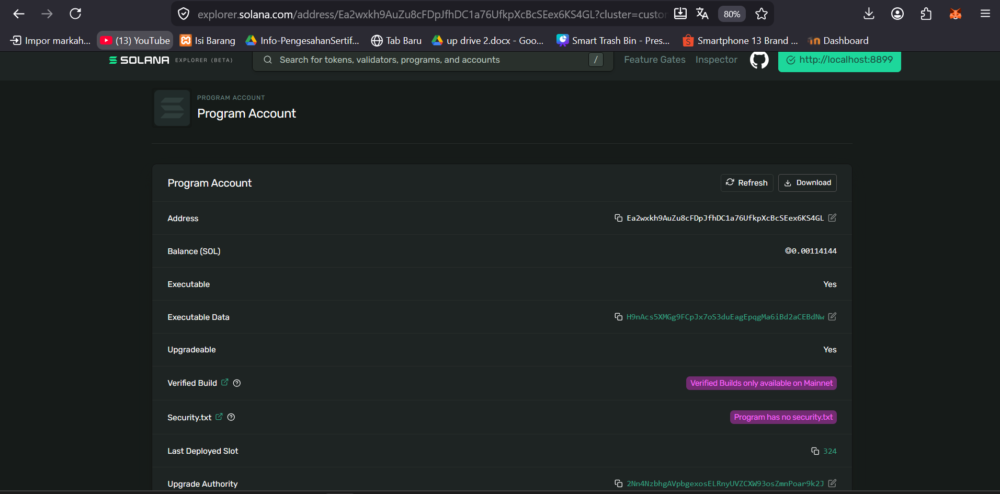 explorer.solana.com/address/Ea2wxkh9AuZu8cFDpJfhDC1a76UfkpXcBcSEex6KS4GL?cluster=custor
80%
Impor markah...
(13) YouTube
Isi Barang
Info-PengesahanSertif...
Tab Baru
up drive 2.docx - Goo...
Smart Trash Bin - Pres...
Smartphone 13 Brand ...
Dashboard
SOLANA EXPLORER (BETA)
Search for tokens, validators, programs, and accounts
/
Feature Gates
Inspector
http://localhost:8899
PROGRAM ACCOUNT
Program Account
Program Account
Refresh
Download
Address
Ea2wxkh9AuZu8cFDpJfhDC1a76UfkpXcBcSEex6KS4GL
Balance (SOL)
◎0.00114144
Executable
Yes
Executable Data
H9nAcs5XMGg9FCpJx7oS3duEagEpqgMa6iBd2aCEBdNw
Upgradeable
Yes
Verified Build
Verified Builds only available on Mainnet
Security.txt
Program has no security.txt
Last Deployed Slot
324
Upgrade Authority
2Nn4NzbhgAVpbgexosELRnyUVZCXW93osZmnPoar9k2J